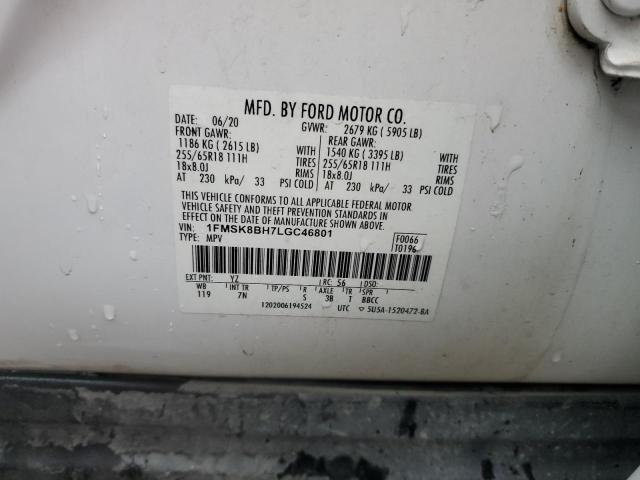 MFD. BY FORD MOTOR CO.
DATE: 06/20 GVWR: 2679 KG ( 5905 LB)
FRONT GAWR: REAR GAWR:
1186 KG ( 2615 LB) WITH 1540 KG ( 3395 LB) WITH
255/65R18 111H TIRES 255/65R18 111H TIRES
18x8.0J RIMS 18x8.0J RIMS
AT 230 kPa/ 33 PSI COLD AT 230 kPa/ 33 PSI COLD
THIS VEHICLE CONFORMS TO ALL APPLICABLE FEDERAL MOTOR
VEHICLE SAFETY AND THEFT PREVENTION STANDARDS IN
EFFECT ON THE DATE OF MANUFACTURE SHOWN ABOVE.
VIN: 1FMSK8BH7LGC46801 F0066
TYPE: MPV T0196
EXT PNT: YZ RC: 56 DSO:
WB INT TR TP/PS R AXLE TR SPR
119 7N S 3B 1 BBCC
1202006194524 UTC ▽ 5U5A-1520472-BA